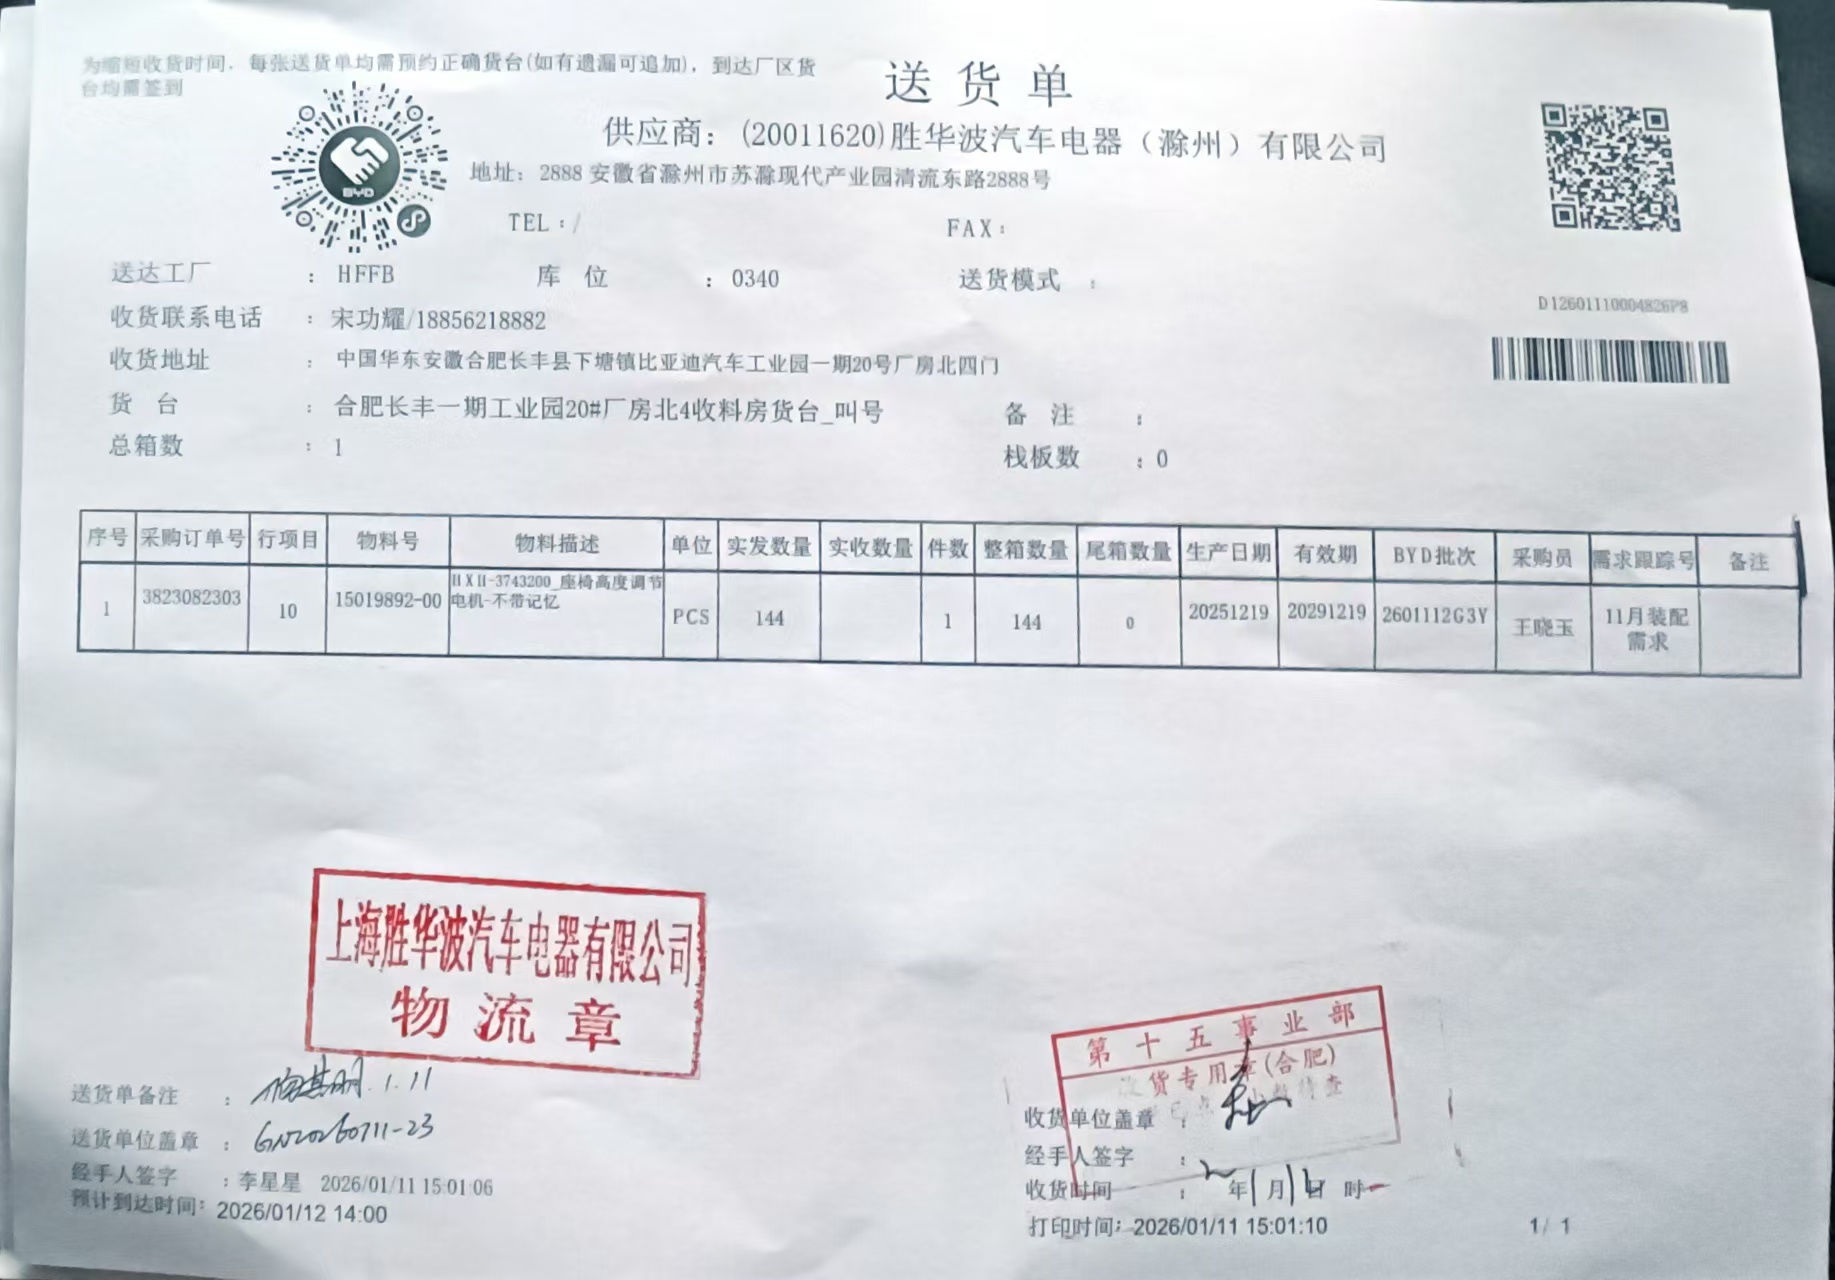 为缩短收货时间，每张送货单均需预约正确货台(如有遗漏可追加)，到达厂区货
台均需签到
送货单
供应商：(20011620)胜华波汽车电器（滁州）有限公司
地址：2888 安徽省滁州市苏滁现代产业园清流东路2888号
BYD
TEL：/ FAX：
送达工厂 ：HFFB 库 位 ：0340 送货模式 ：
D12601110004826P8
收货联系电话 ：宋功耀/18856218882
收货地址 ：中国华东安徽合肥长丰县下塘镇比亚迪汽车工业园一期20号厂房北四门
货 台 ：合肥长丰一期工业园20#厂房北4收料房货台_叫号 备 注 ：
总箱数 ：1 栈板数 ：0
序号 采购订单号 行项目 物料号 物料描述 单位 实发数量 实收数量 件数 整箱数量 尾箱数量 生产日期 有效期 BYD批次 采购员 需求跟踪号 备注
1 3823082303 10 15019892-00 HXH-3743200_座椅高度调节 PCS 144 1 144 0 20251219 20291219 2601112G3Y 王晓玉 11月装配
电机-不带记忆 需求
上海胜华波汽车电器有限公司
物流章
第十五事业部
收货专用章(合肥)
送货单备注 ： 1.11
送货单位盖章 ：
收货单位盖章 ：
经手人签字 ：李星星 2026/01/11 15:01:06
经手人签字 ：
预计到达时间：2026/01/12 14:00
收货时间 ： 年1月12日 时
打印时间：2026/01/11 15:01:10
1/ 1